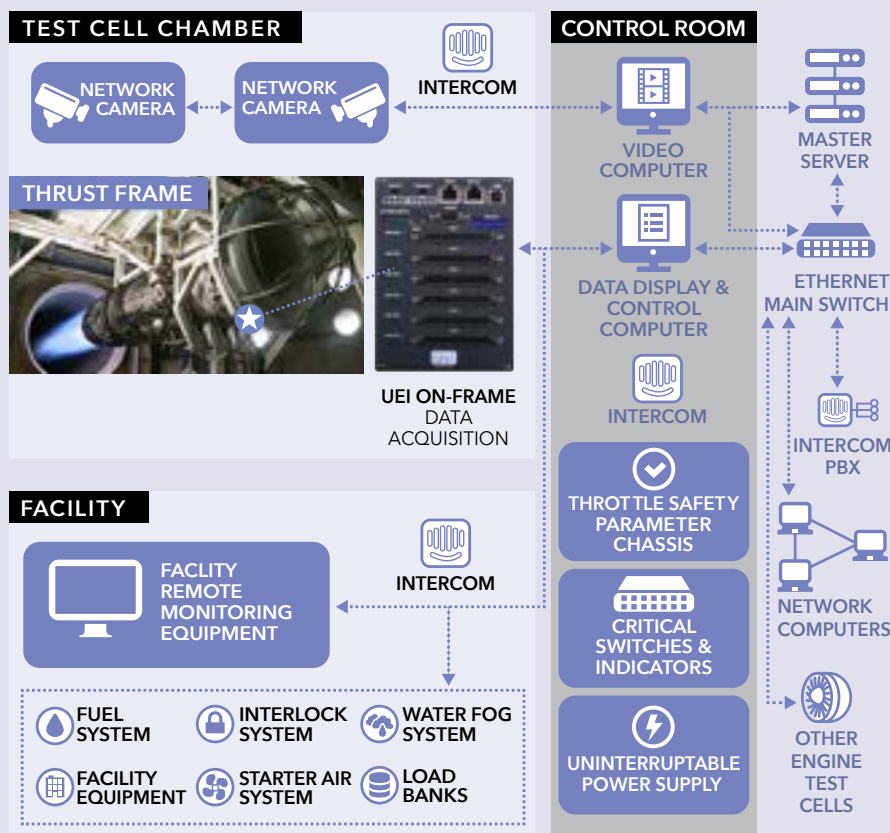 TEST CELL CHAMBER
NETWORK
CAMERA
NETWORK
CAMERA
INTERCOM
THRUST FRAME
UEI ON-FRAME
DATA
ACQUISITION
FACILITY
FACLITY
REMOTE
MONITORING
EQUIPMENT
INTERCOM
FUEL
SYSTEM
INTERLOCK
SYSTEM
WATER FOG
SYSTEM
FACILITY
EQUIPMENT
STARTER AIR
SYSTEM
LOAD
BANKS
CONTROL ROOM
VIDEO
COMPUTER
DATA DISPLAY &
CONTROL
COMPUTER
INTERCOM
THROTTLE SAFETY
PARAMETER
CHASSIS
CRITICAL
SWITCHES &
INDICATORS
UNINTERRUPTABLE
POWER SUPPLY
MASTER
SERVER
ETHERNET
MAIN SWITCH
INTERCOM
PBX
NETWORK
COMPUTERS
OTHER
ENGINE
TEST
CELLS